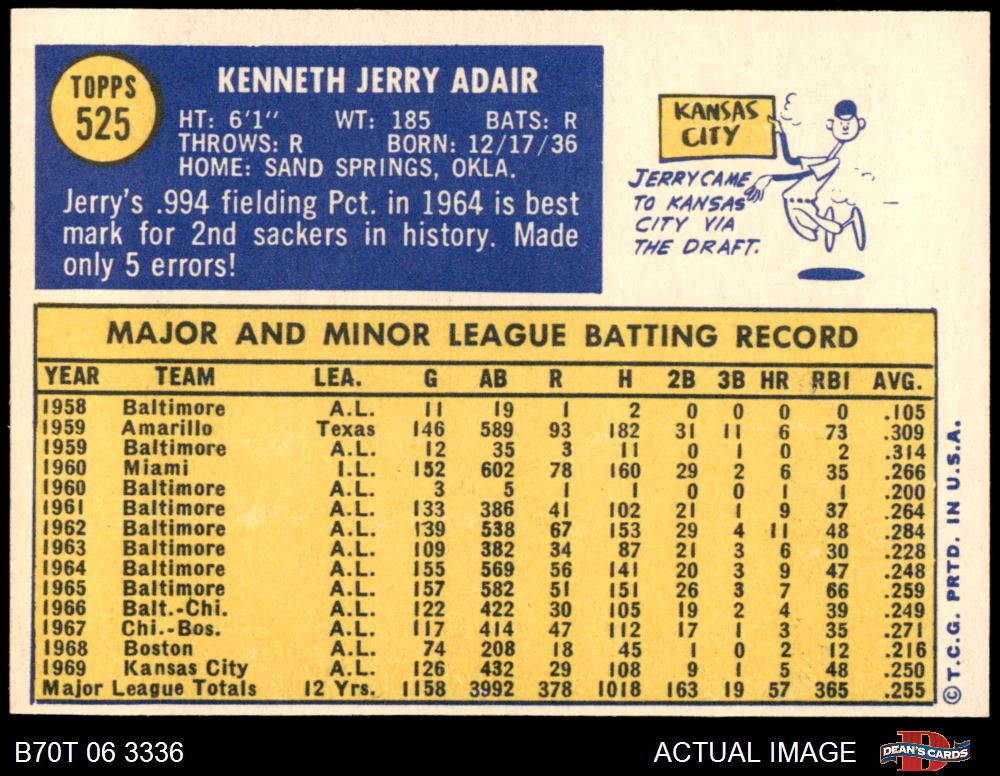 TOPPS
525
KENNETH JERRY ADAIR
HT: 6'1" WT: 185 BATS: R
THROWS: R BORN: 12/17/36
HOME: SAND SPRINGS, OKLA.
Jerry's .994 fielding Pct. in 1964 is best
mark for 2nd sackers in history. Made
only 5 errors!
KANSAS
CITY
JERRY CAME
TO KANSAS
CITY VIA
THE DRAFT.
MAJOR AND MINOR LEAGUE BATTING RECORD
YEAR TEAM LEA. G AB R H 2B 3B HR RBI AVG.
1958 Baltimore A.L. 11 19 1 2 0 0 0 0 .105
1959 Amarillo Texas 146 589 93 182 31 11 6 73 .309
1959 Baltimore A.L. 12 35 3 11 0 1 0 2 .314
1960 Miami I.L. 152 602 78 160 29 2 6 35 .266
1960 Baltimore A.L. 3 5 1 1 0 0 1 1 .200
1961 Baltimore A.L. 133 386 41 102 21 1 9 37 .264
1962 Baltimore A.L. 139 538 67 153 29 4 11 48 .284
1963 Baltimore A.L. 109 382 34 87 21 3 6 30 .228
1964 Baltimore A.L. 155 569 56 141 20 3 9 47 .248
1965 Baltimore A.L. 157 582 51 151 26 3 7 66 .259
1966 Balt.-Chi. A.L. 122 422 30 105 19 2 4 39 .249
1967 Chi.-Bos. A.L. 117 414 47 112 17 1 3 35 .271
1968 Boston A.L. 74 208 18 45 1 0 2 12 .216
1969 Kansas City A.L. 126 432 29 108 9 1 5 48 .250
Major League Totals 12 Yrs. 1158 3992 378 1018 163 19 57 365 .255
© T.C.G. PRTD. IN U.S.A.
B70T 06 3336
ACTUAL IMAGE
DEAN'S CARDS